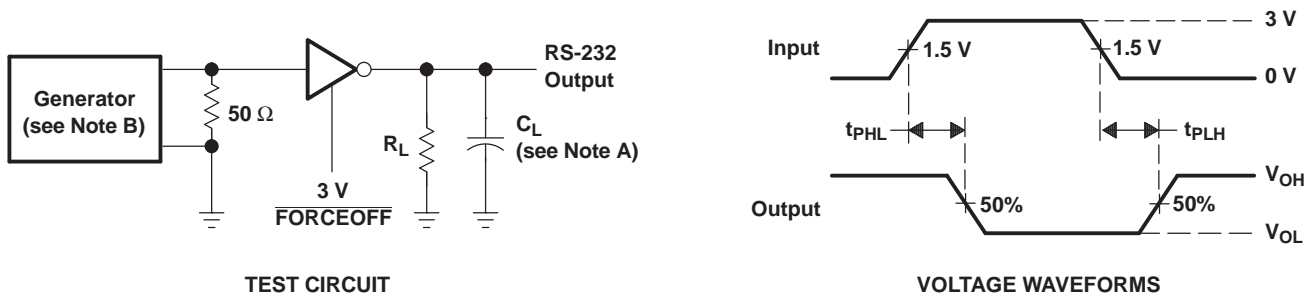 Generator
(see Note B)
50 Ω
3 V
FORCEOFF
R_L
C_L
(see Note A)
RS-232
Output
TEST CIRCUIT
Input
3 V
1.5 V
1.5 V
0 V
t_PHL
t_PLH
Output
50%
50%
V_OH
V_OL
VOLTAGE WAVEFORMS